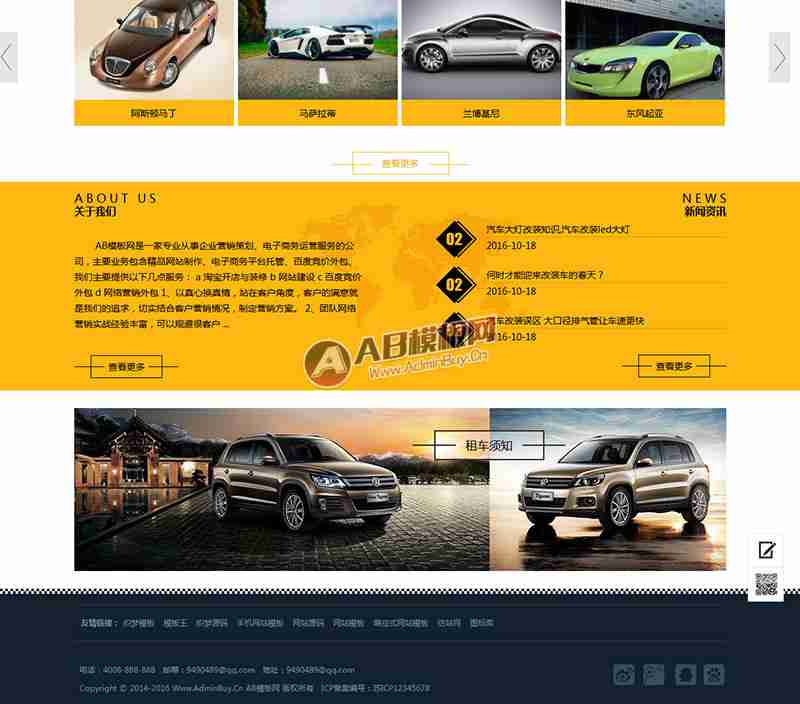 阿斯顿马丁
马萨拉蒂
兰博基尼
东风起亚
查看更多
ABOUT US
关于我们
AB模板网是一家专业从事企业营销策划、电子商务运营服务的公
司，主要业务包含精品网站制作、电子商务平台托管、百度竞价外包。
我们主要提供以下几点服务： a 淘宝开店与装修 b 网站建设 c 百度竞价
外包 d 网络营销外包 1、以真心换真情，站在客户角度，客户的满意就
是我们的追求，切实结合客户营销情况，制定营销方案。 2、团队网络
营销实战经验丰富，可以规避很客户 ...
查看更多
NEWS
新闻资讯
02
汽车大灯改装知识,汽车改装led大灯
2016-10-18
02
何时才能迎来改装车的春天？
2016-10-18
车改装误区 大口径排气管让车速更快
2016-10-18
查看更多
AB模板网
Www.AdminBuy.Cn
租车须知
友情链接： 织梦模板 模板王 织梦源码 手机网站模板 网站源码 网站模板 响应式网站模板 仿站网 图标库
电话：4008-888-888 邮箱：9490489@qq.com 地址：9490489@qq.com
Copyright © 2014-2016 Www.AdminBuy.Cn AB模板网 版权所有 ICP备案编号：苏ICP12345678